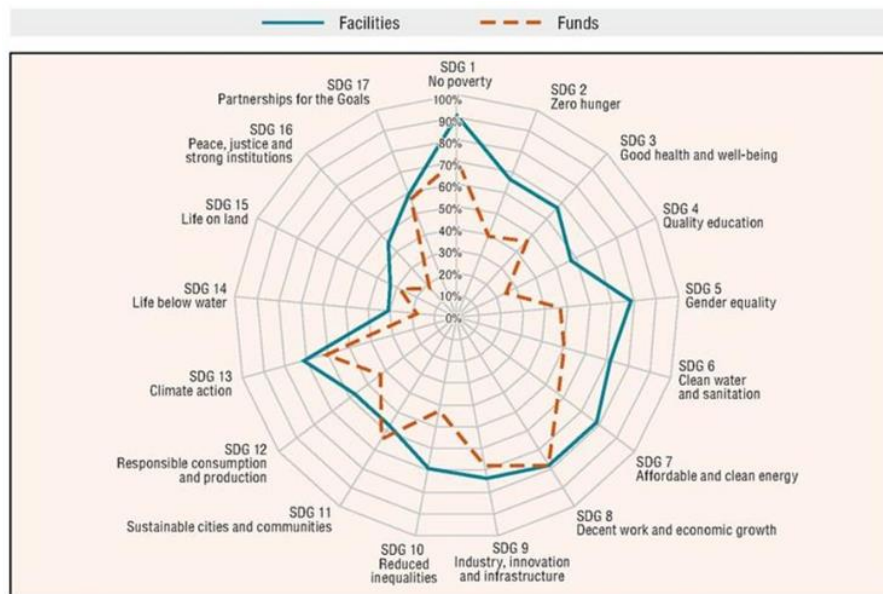 Facilities
Funds
SDG 1
No poverty
100%
90%
80%
70%
60%
50%
40%
30%
20%
10%
0%
SDG 2
Zero hunger
SDG 3
Good health and well-being
SDG 4
Quality education
SDG 5
Gender equality
SDG 6
Clean water
and sanitation
SDG 7
Affordable and clean energy
SDG 8
Decent work and economic growth
SDG 9
Industry, innovation
and infrastructure
SDG 10
Reduced
inequalities
SDG 11
Sustainable cities and communities
SDG 12
Responsible consumption
and production
SDG 13
Climate action
SDG 14
Life below water
SDG 15
Life on land
SDG 16
Peace, justice and
strong institutions
SDG 17
Partnerships for the Goals